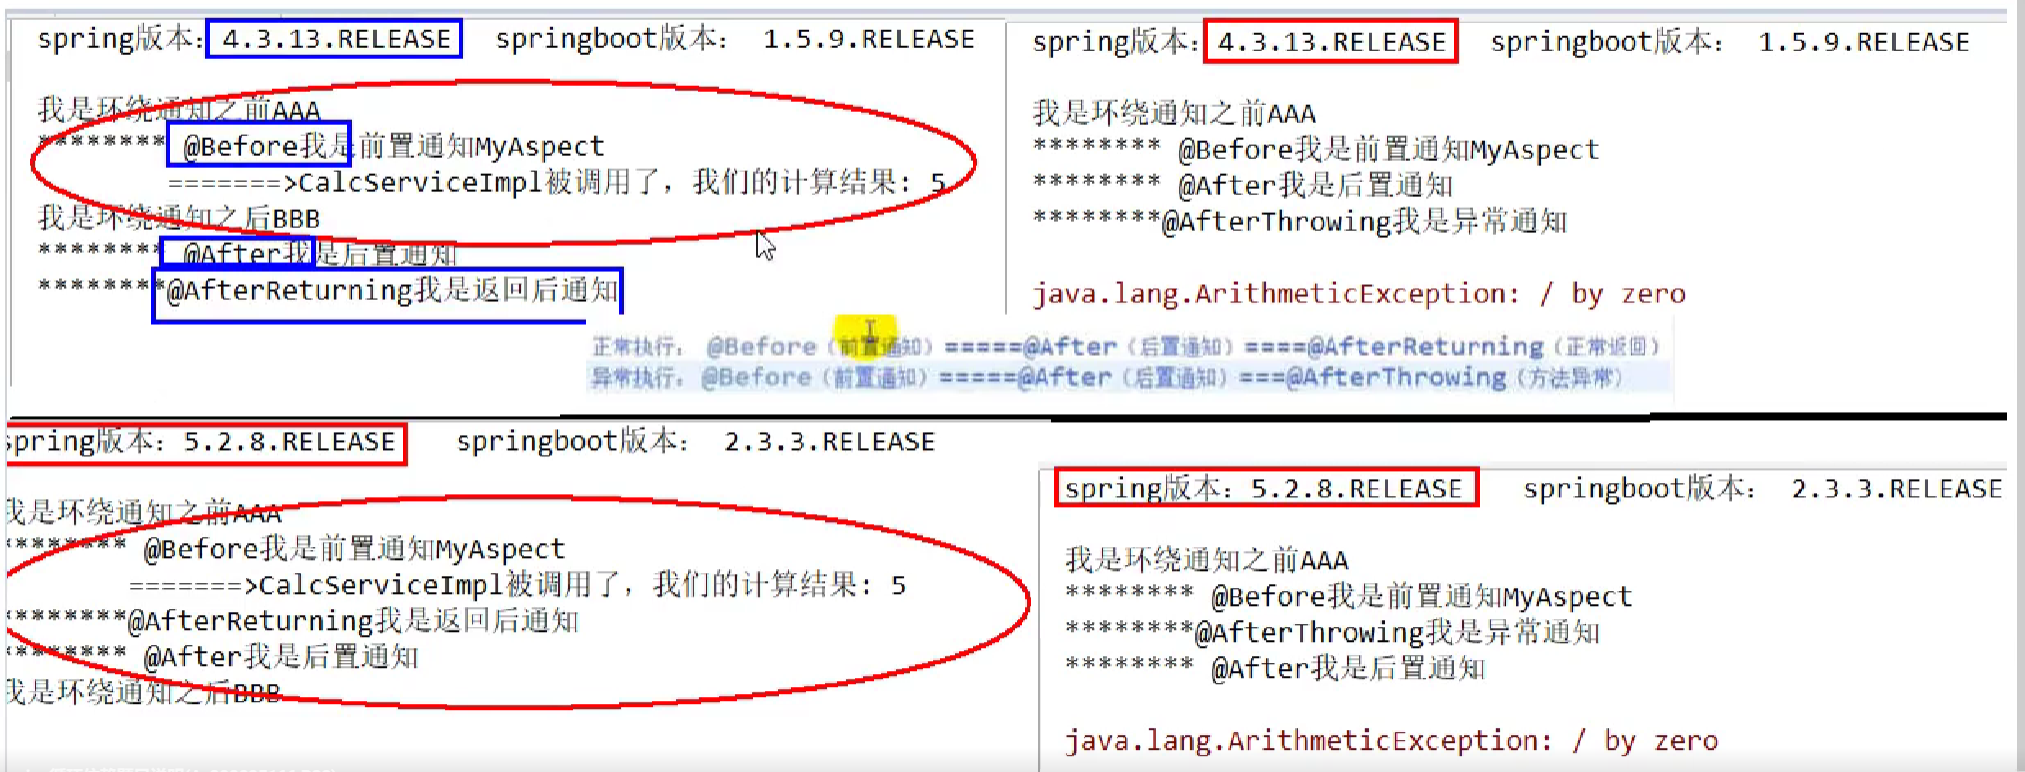 spring版本：4.3.13.RELEASE springboot版本： 1.5.9.RELEASE
我是环绕通知之前AAA
******** @Before我是前置通知MyAspect
=======>CalcServiceImpl被调用了，我们的计算结果：5
我是环绕通知之后BBB
******** @After我是后置通知
********@AfterReturning我是返回后通知
spring版本：4.3.13.RELEASE springboot版本： 1.5.9.RELEASE
我是环绕通知之前AAA
******** @Before我是前置通知MyAspect
******** @After我是后置通知
********@AfterThrowing我是异常通知
java.lang.ArithmeticException: / by zero
正常执行： @Before（前置通知）=====@After（后置通知）====@AfterReturning（正常返回）
异常执行： @Before（前置通知）=====@After（后置通知）===@AfterThrowing（方法异常）
spring版本：5.2.8.RELEASE springboot版本： 2.3.3.RELEASE
我是环绕通知之前AAA
******** @Before我是前置通知MyAspect
=======>CalcServiceImpl被调用了，我们的计算结果：5
********@AfterReturning我是返回后通知
******** @After我是后置通知
我是环绕通知之后BBB
spring版本：5.2.8.RELEASE springboot版本： 2.3.3.RELEASE
我是环绕通知之前AAA
******** @Before我是前置通知MyAspect
********@AfterThrowing我是异常通知
******** @After我是后置通知
java.lang.ArithmeticException: / by zero